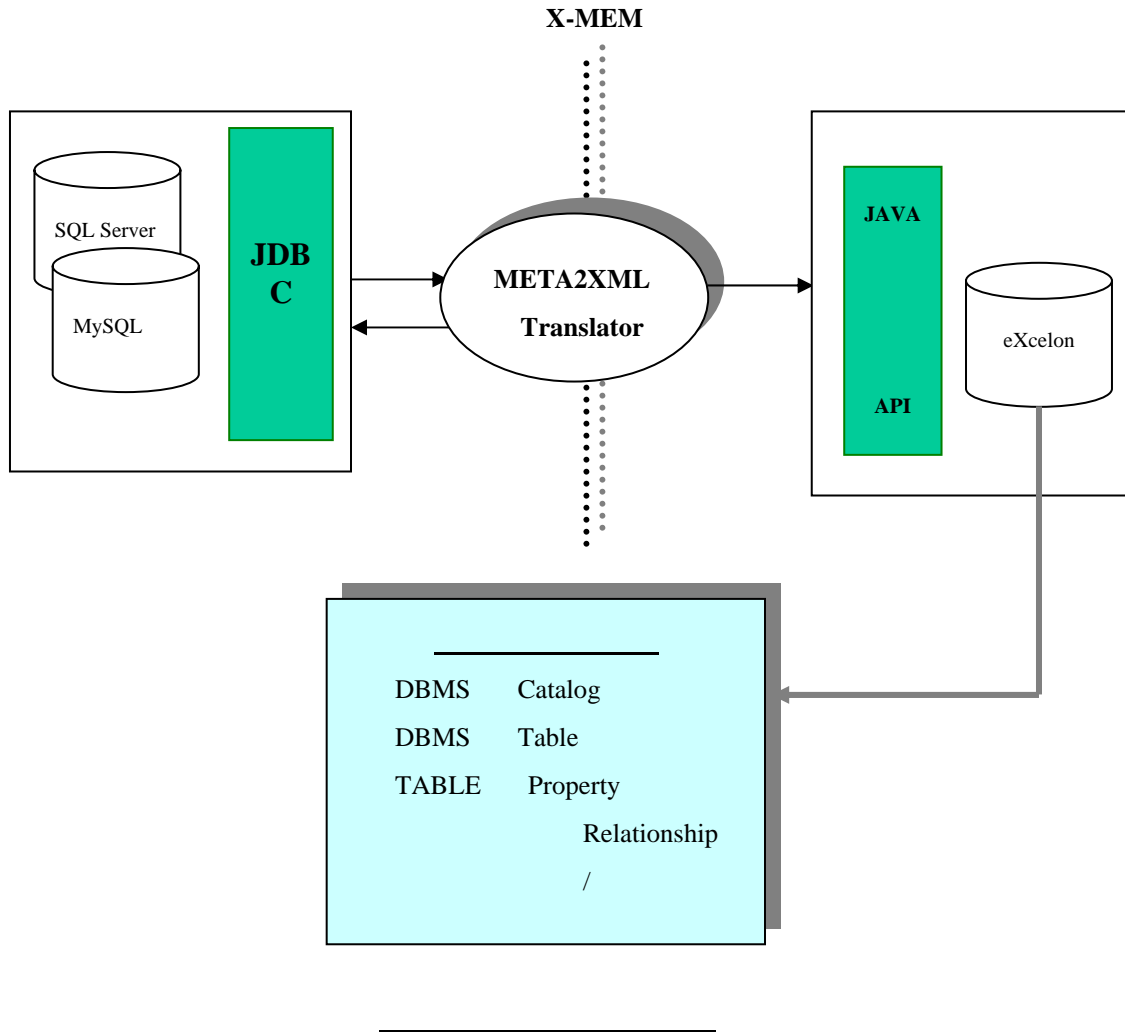 X-MEM
SQL Server
MySQL
JDB
C
META2XML
Translator
JAVA
API
eXcelon
DBMS Catalog
DBMS Table
TABLE Property
Relationship
/